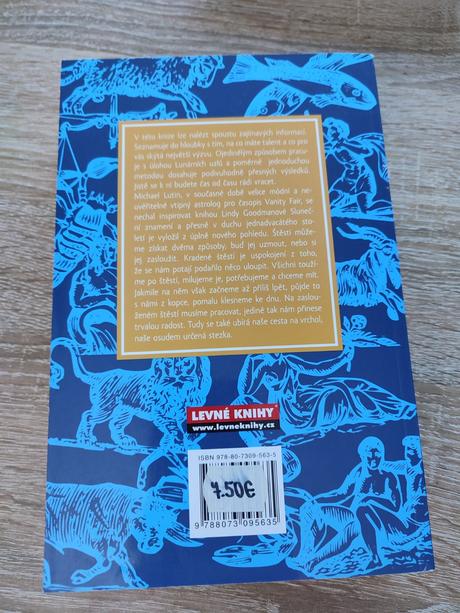 V této knize lze nalézt spoustu zajímavých informací.
Seznamuje do hloubky s tím, na co máte talent a co pro
vás skýtá největší výzvu. Ojedinělým způsobem pracu-
je s úlohou Lunárních uzlů a poměrně jednoduchou
metodou dosahuje podivuhodně přesných výsledků.
Jistě se k ní budete čas od času rádi vracet.
Michael Lutin, v současné době velice módní a ne-
uvěřitelně vtipný astrolog pro časopis Vanity Fair, se
nechal inspirovat knihou Lindy Goodmanové Sluneč-
ní znamení a přesně v duchu jednadvacátého sto-
letí je vyložil z úplně nového pohledu. Štěstí může-
me získat dvěma způsoby, buď jej uzmout, nebo si
jej zasloužit. Kradené štěstí je uspokojení z toho,
že se nám potají podařilo něco uloupit. Všichni touží-
me po štěstí, milujeme je, potřebujeme a chceme mít.
Jakmile na něm však začneme až příliš lpět, půjde to
s námi z kopce, pomalu klesneme ke dnu. Na zaslou-
ženém štěstí musíme pracovat, jedině tak nám přinese
trvalou radost. Tudy se také ubírá naše cesta na vrchol,
naše osudem určená stezka.
LEVNÉ KNIHY
www.levneknihy.cz
ISBN 978-80-7309-563-5
7.50€
9 788073 095635